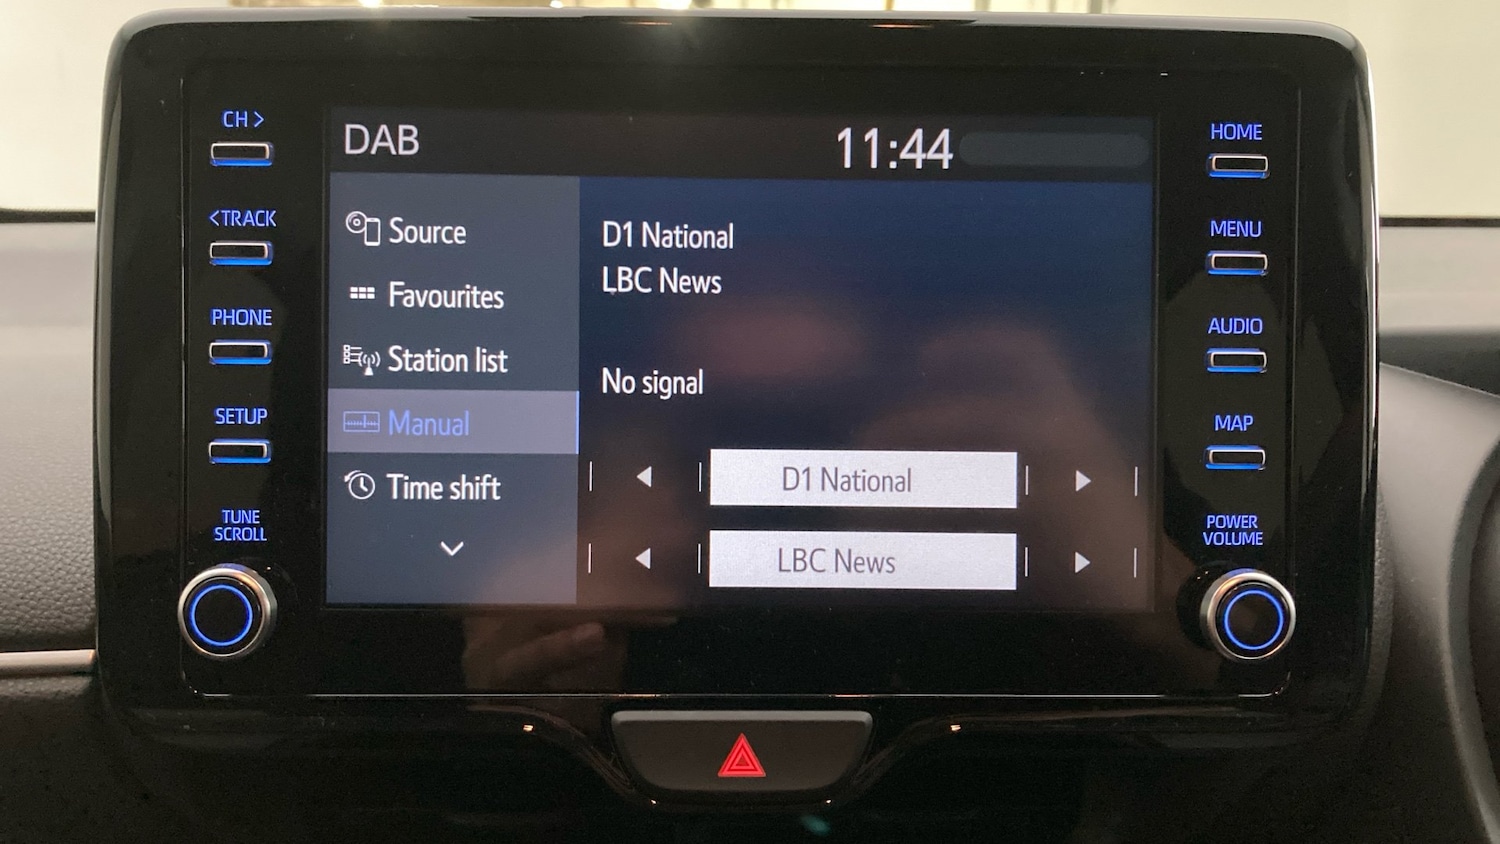 CH >
<TRACK
PHONE
SETUP
TUNE
SCROLL
DAB
11:44
Source
Favourites
Station list
Manual
Time shift
D1 National
LBC News
No signal
D1 National
LBC News
HOME
MENU
AUDIO
MAP
POWER
VOLUME